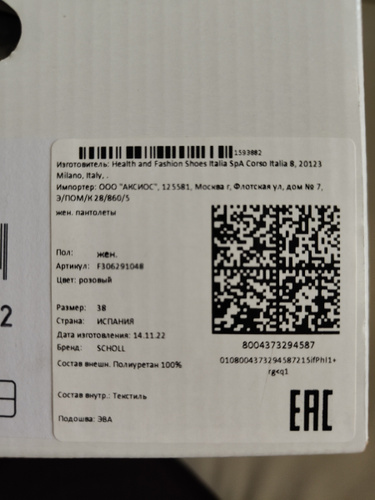 1593882
Изготовитель: Health and Fashion Shoes Italia SpA Corso Italia 8, 20123
Milano, Italy, .
Импортер: ООО "АКСИОС", 125581, Москва г, Флотская ул, дом № 7,
Э/ПОМ/К 28/860/5
жен. пантолеты
Пол: жен.
Артикул: F306291048
Цвет: розовый
Размер: 38
Страна: ИСПАНИЯ
Дата изготовления: 14.11.22
Бренд: SCHOLL
Состав внешн. Полиуретан 100%
Состав внутр.: Текстиль
Подошва: ЭВА
8004373294587
0108004373294587215ifPhI1+
rg<q1
EAC
2